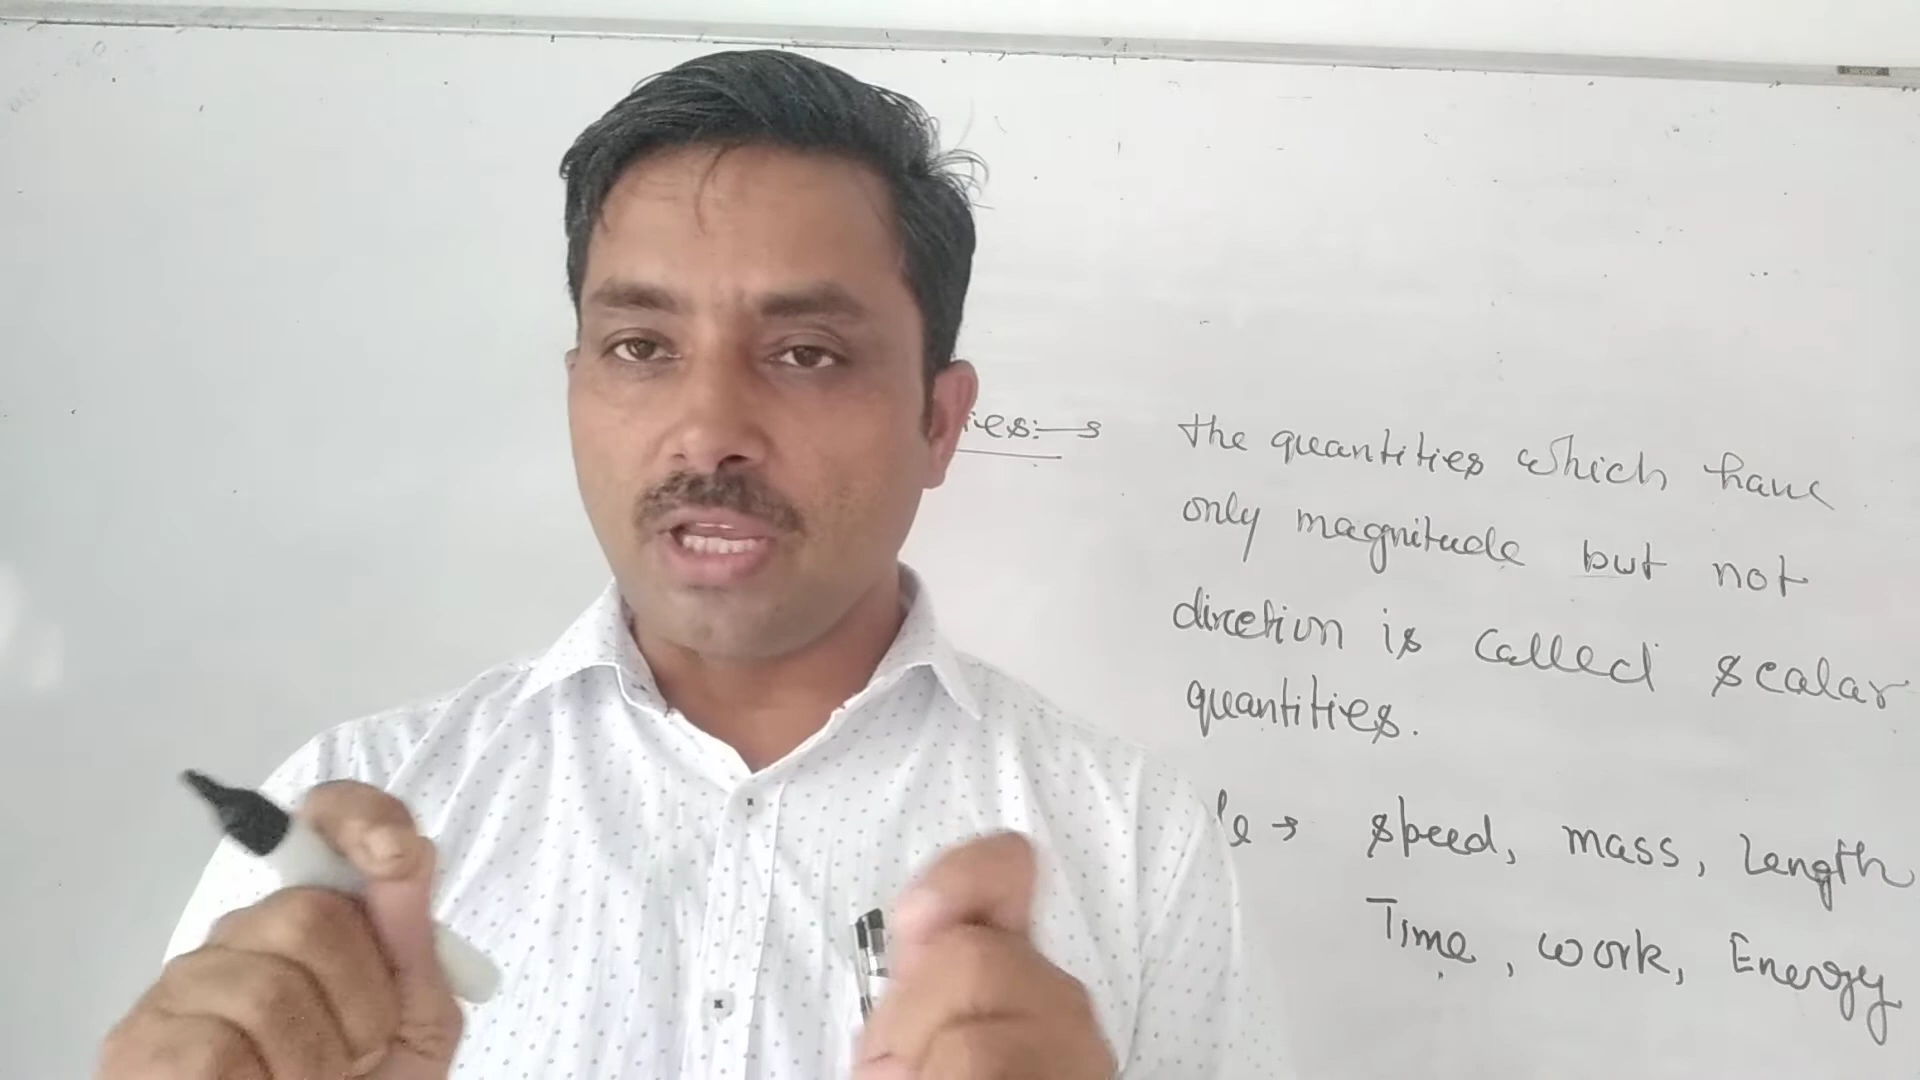 ies:→
the quantities which have
only magnitude but not
direction is called scalar
quantities.
le → speed, mass, Length
Time, work, Energy